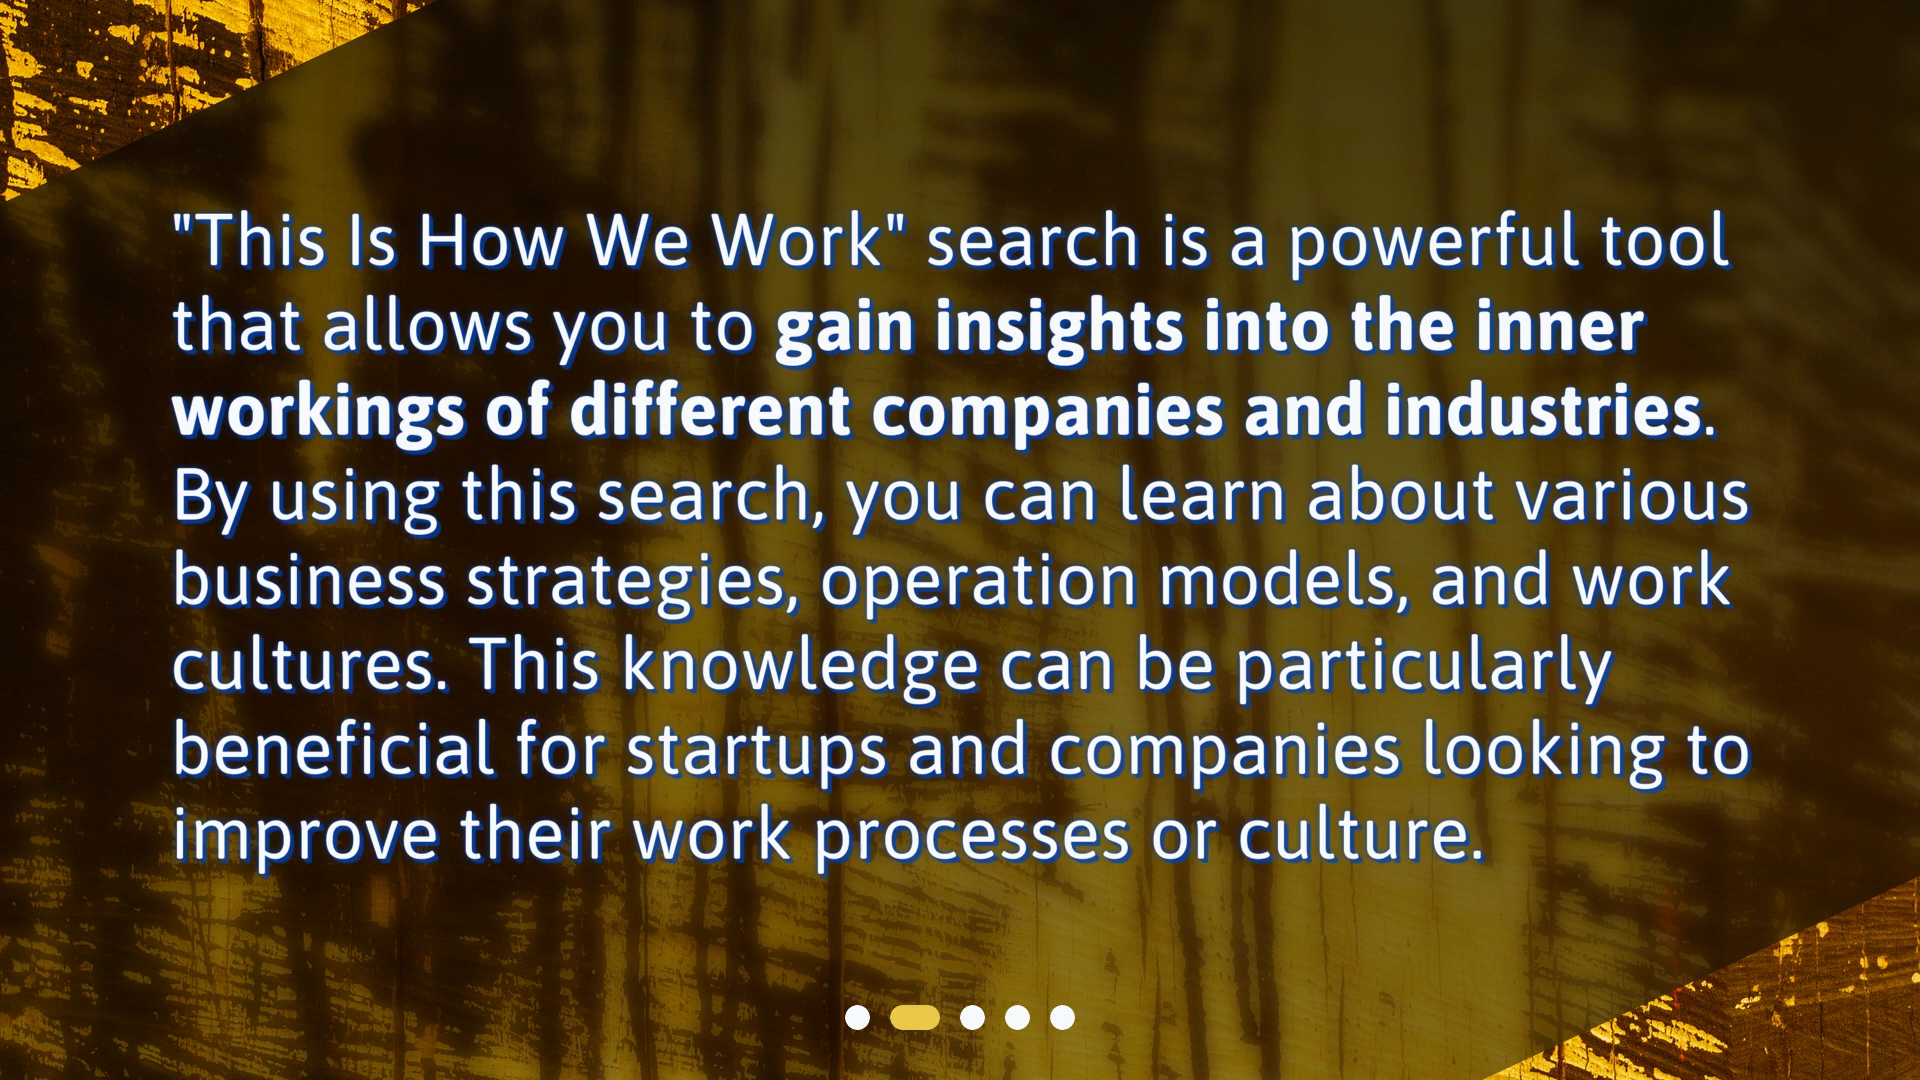 "This Is How We Work" search is a powerful tool
that allows you to gain insights into the inner
workings of different companies and industries.
By using this search, you can learn about various
business strategies, operation models, and work
cultures. This knowledge can be particularly
beneficial for startups and companies looking to
improve their work processes or culture.